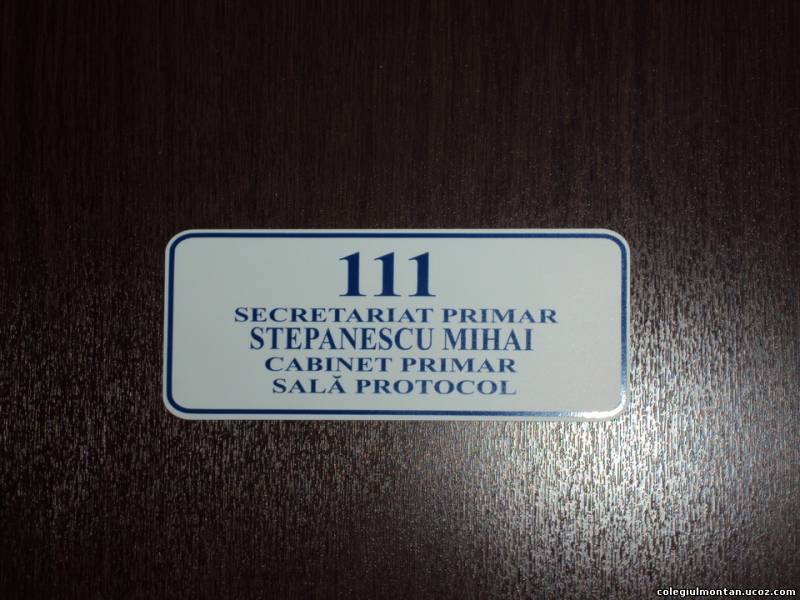 111
SECRETARIAT PRIMAR
STEPANESCU MIHAI
CABINET PRIMAR
SALĂ PROTOCOL
colegiulmontan.ucoz.com